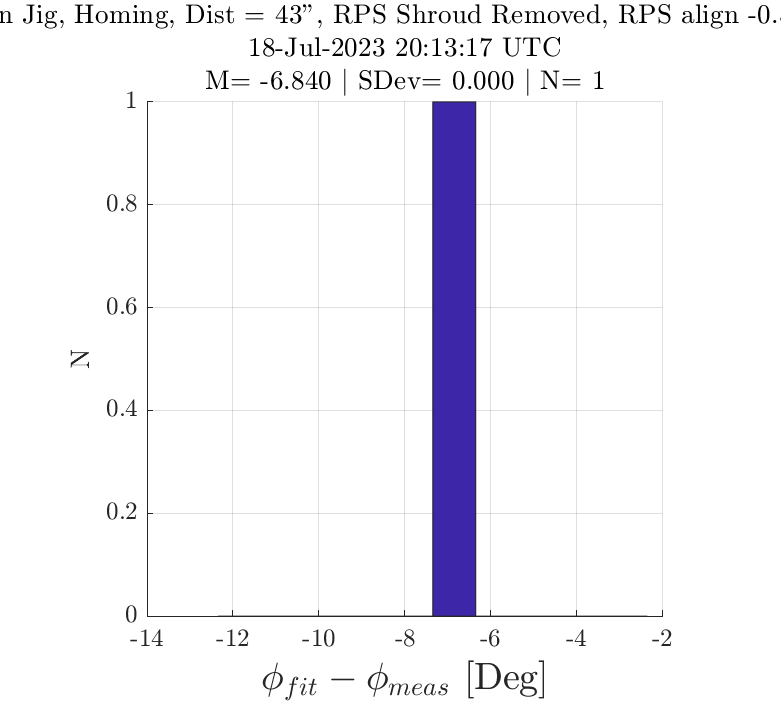 n Jig, Homing, Dist = 43", RPS Shroud Removed, RPS align -0.
18-Jul-2023 20:13:17 UTC
M= -6.840 | SDev= 0.000 | N= 1
1
0.8
0.6
0.4
0.2
0
N
-14 -12 -10 -8 -6 -4 -2
ϕ_fit − ϕ_meas [Deg]